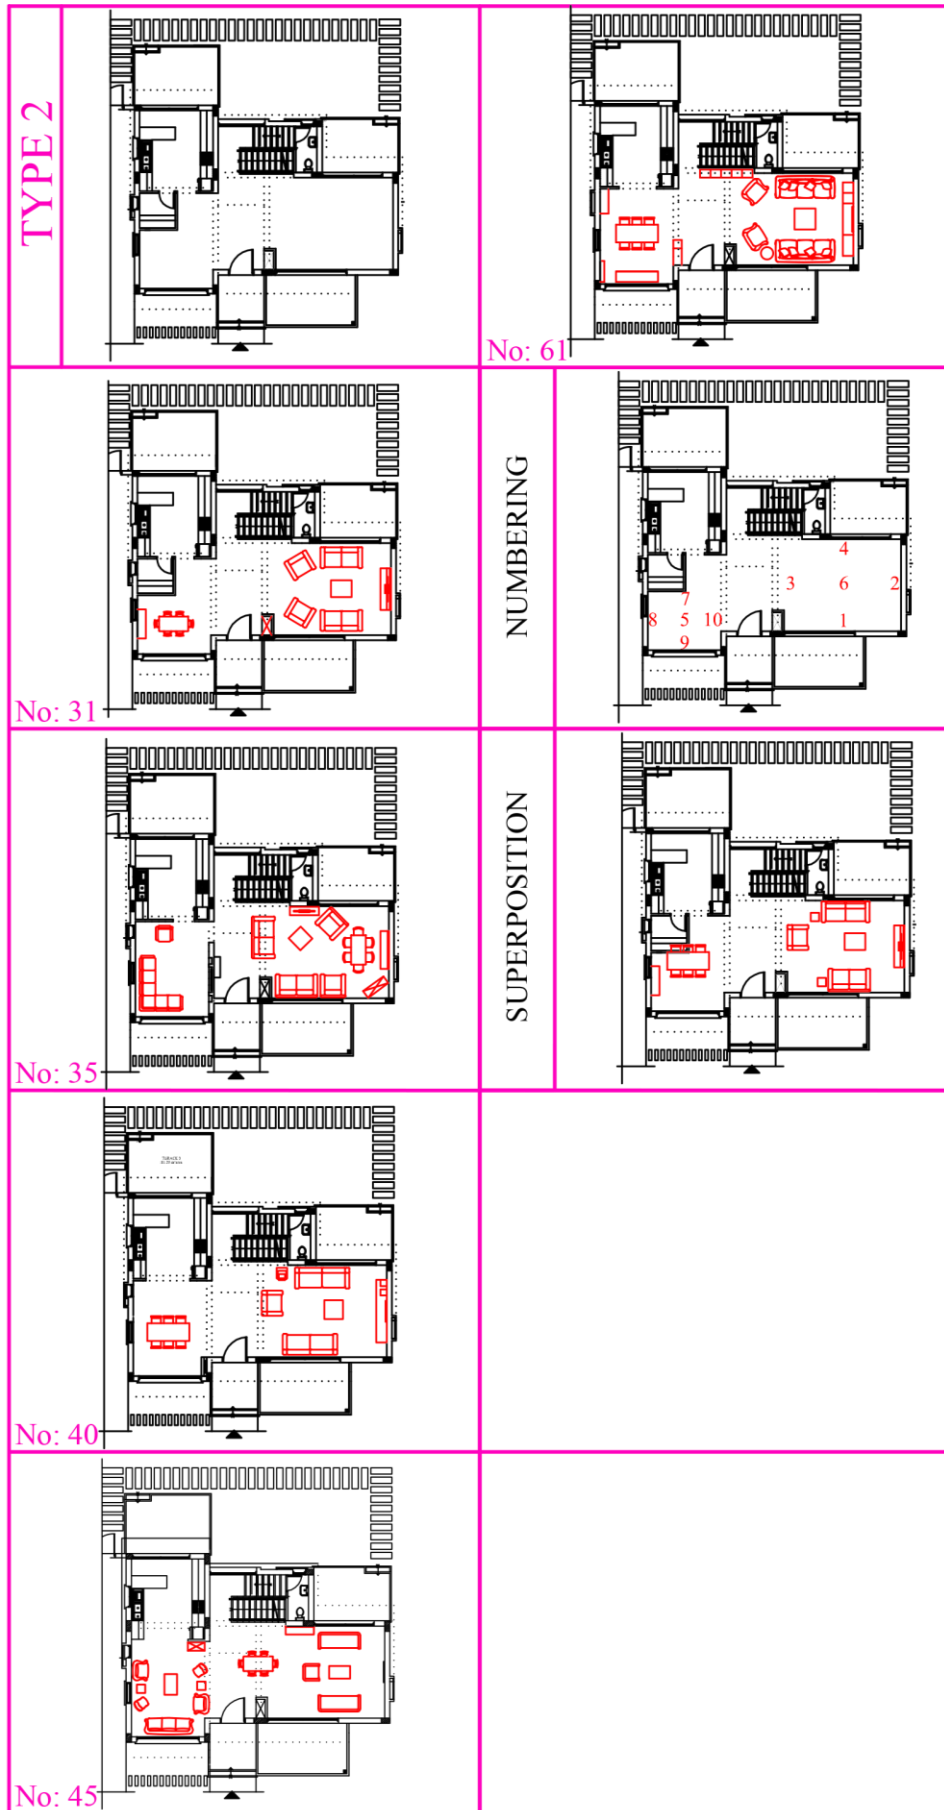 TYPE 2
No: 61
No: 31
NUMBERING
4
3 6 2
7
8 5 10 1
9
No: 35
SUPERPOSITION
No: 40
No: 45